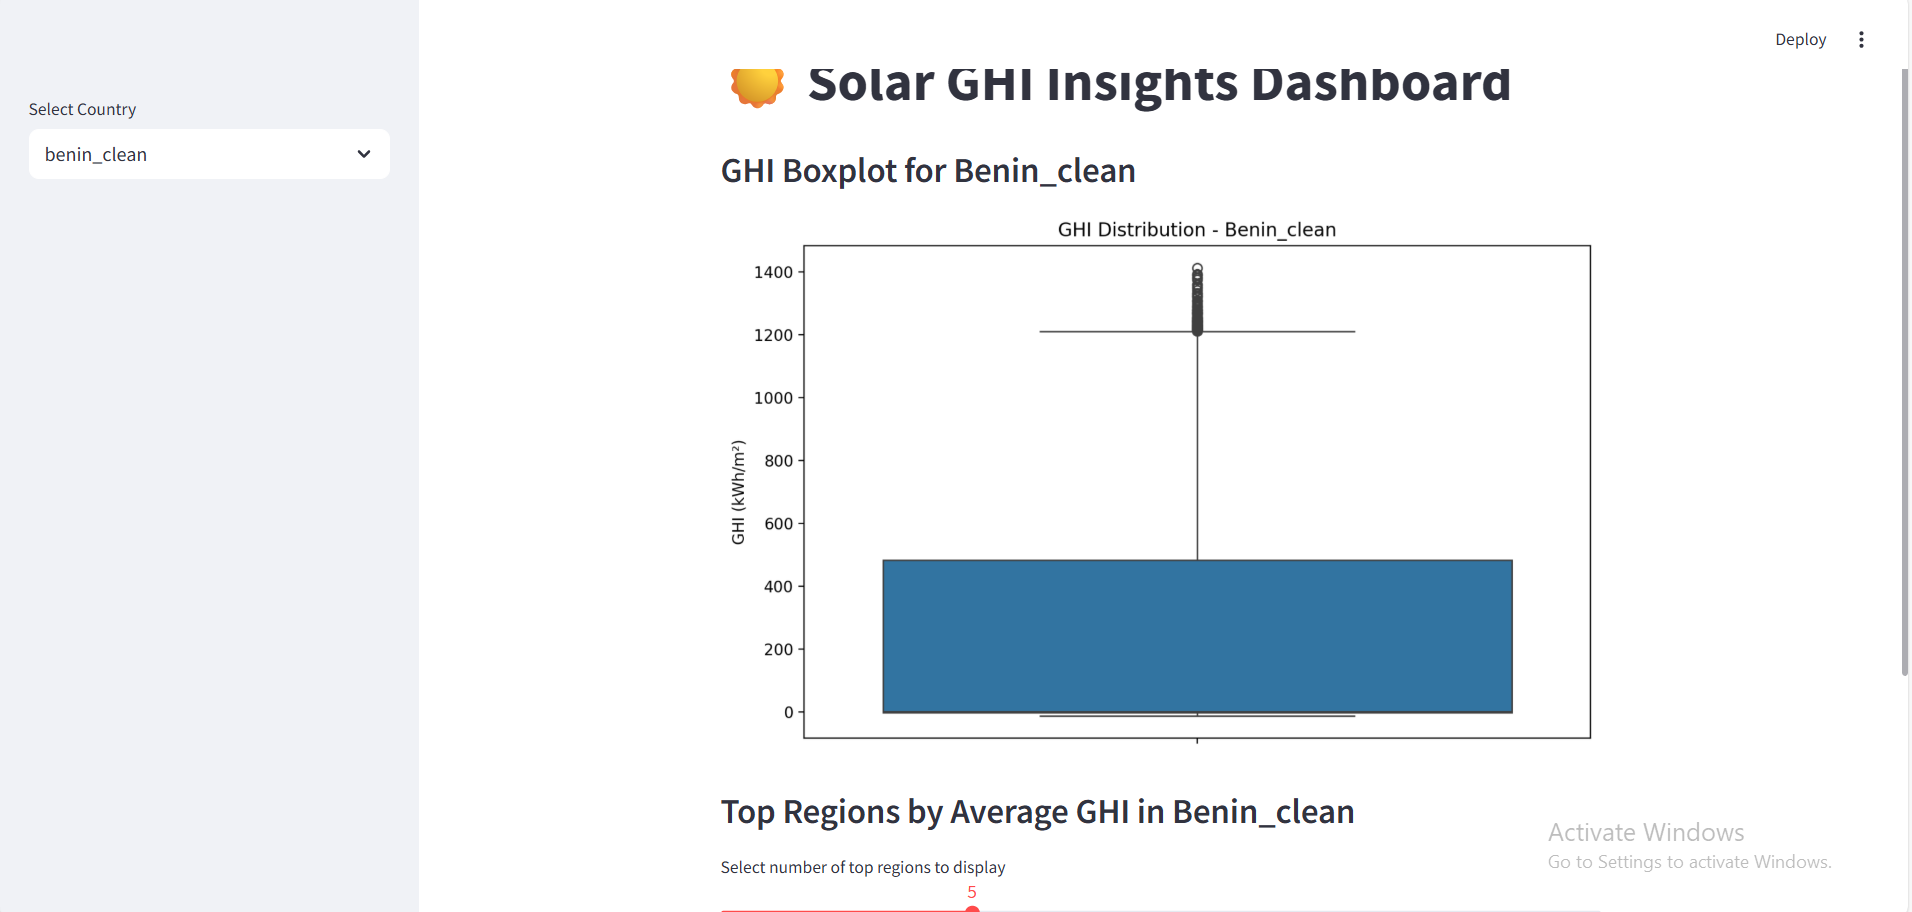 Deploy
Select Country
benin_clean
Solar GHI Insights Dashboard
GHI Boxplot for Benin_clean
GHI Distribution - Benin_clean
1400
1200
1000
800
600
400
200
0
GHI (kWh/m²)
Top Regions by Average GHI in Benin_clean
Select number of top regions to display
5
Activate Windows
Go to Settings to activate Windows.